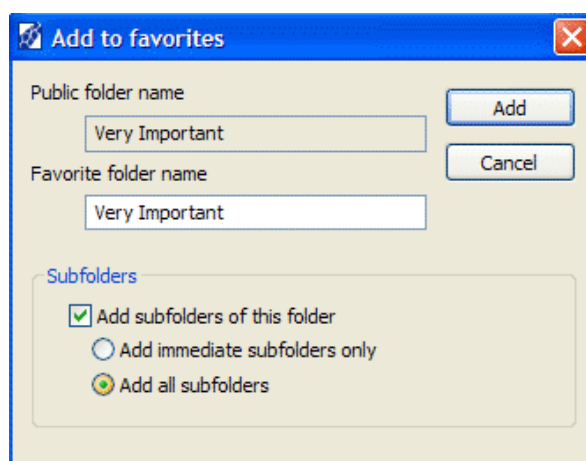 Add to favorites
Public folder name
Add
Very Important
Cancel
Favorite folder name
Very Important
Subfolders
Add subfolders of this folder
Add immediate subfolders only
Add all subfolders